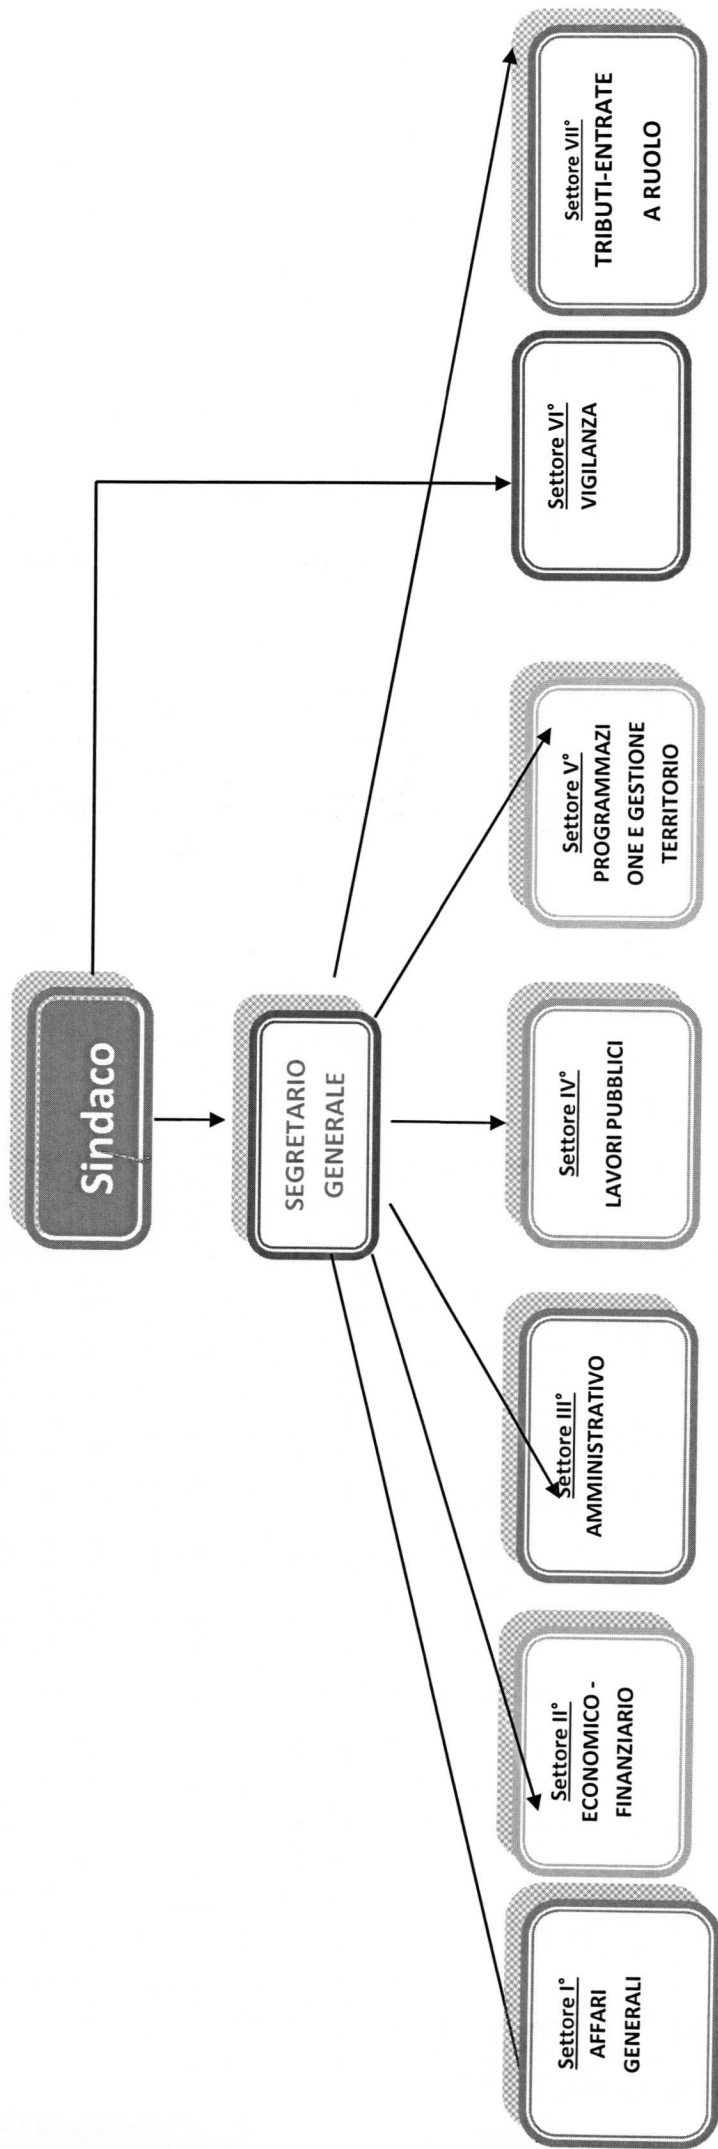 Sindaco
SEGRETARIO
GENERALE
Settore I°
AFFARI
GENERALI
Settore II°
ECONOMICO -
FINANZIARIO
Settore III°
AMMINISTRATIVO
Settore IV°
LAVORI PUBBLICI
Settore V°
PROGRAMMAZI
ONE E GESTIONE
TERRITORIO
Settore VI°
VIGILANZA
Settore VII°
TRIBUTI-ENTRATE
A RUOLO